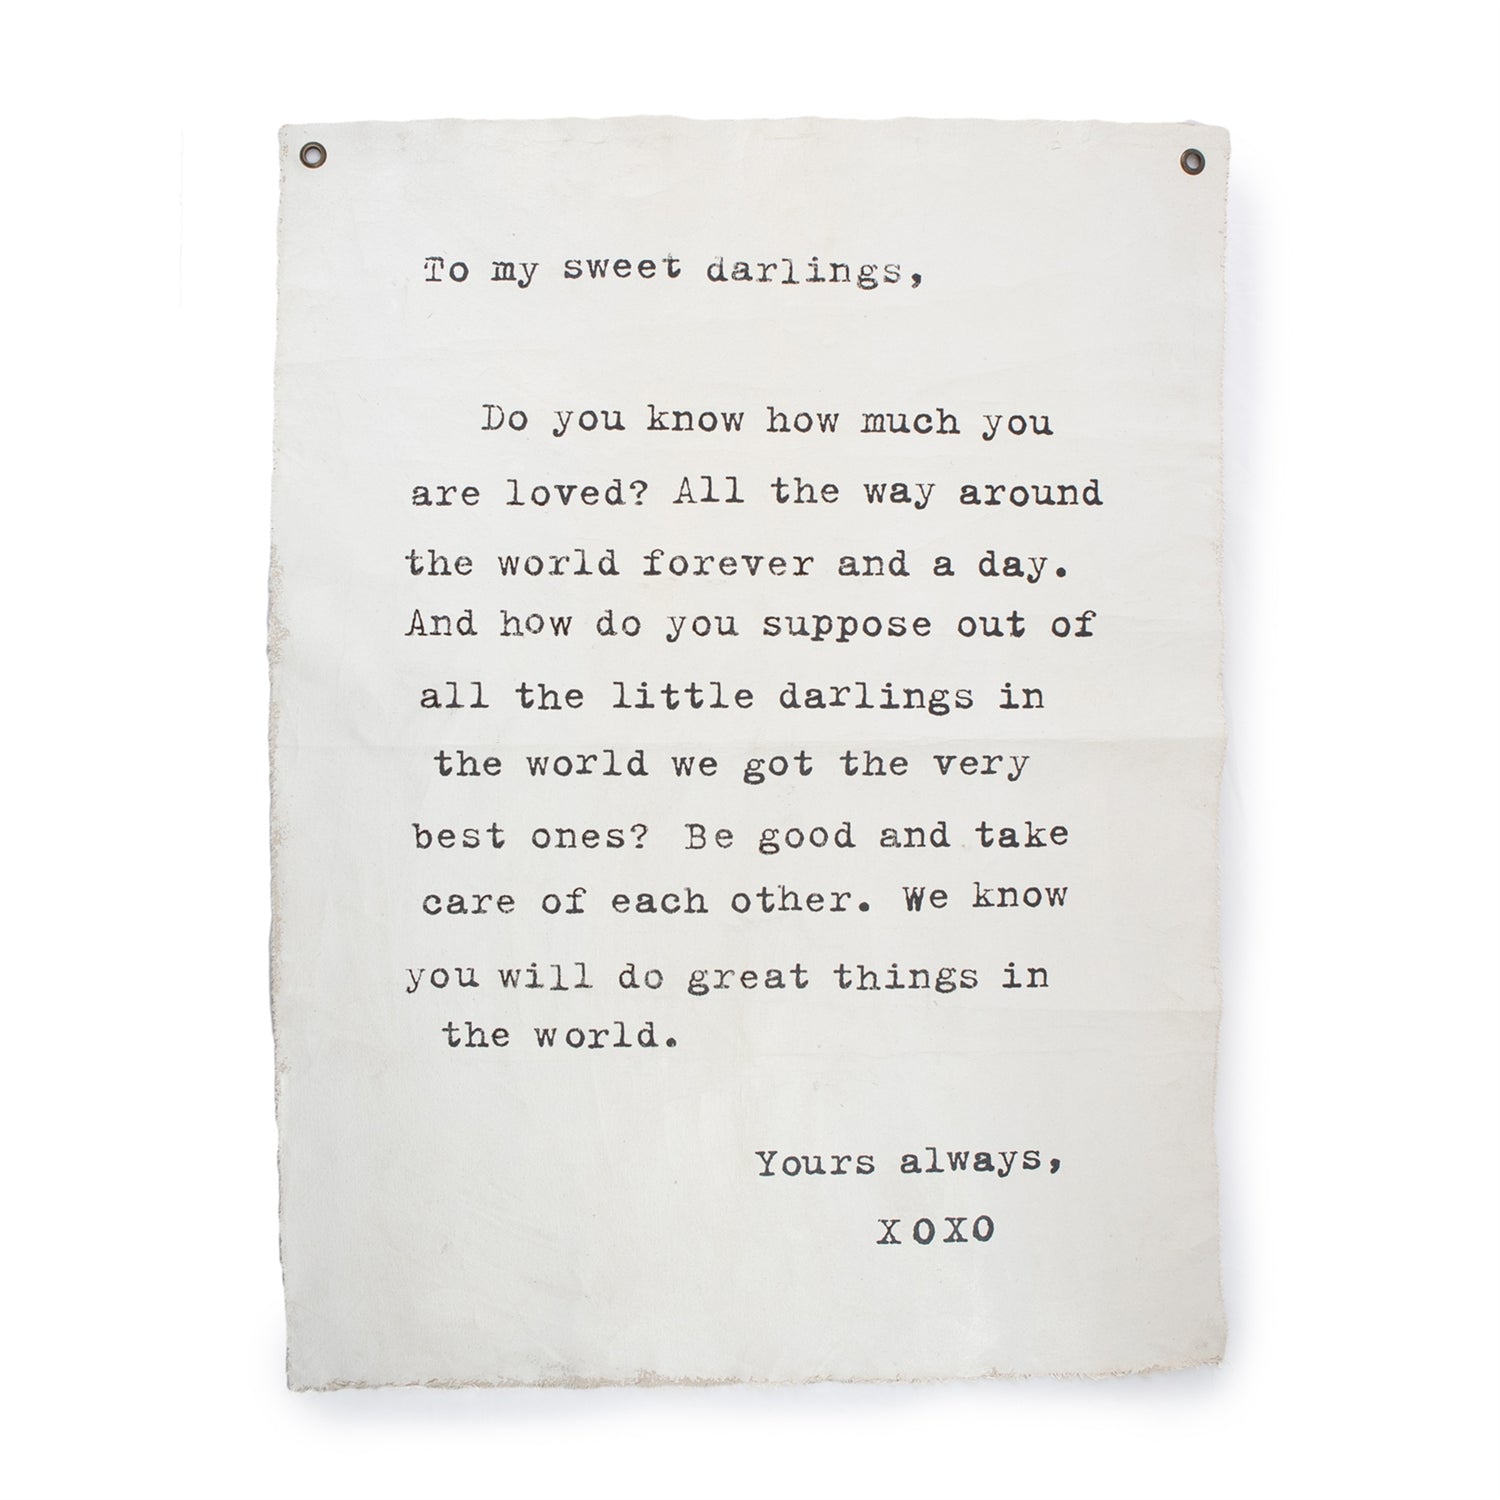 To my sweet darlings,
Do you know how much you
are loved? All the way around
the world forever and a day.
And how do you suppose out of
all the little darlings in
the world we got the very
best ones? Be good and take
care of each other. We know
you will do great things in
the world.
Yours always,
XOXO